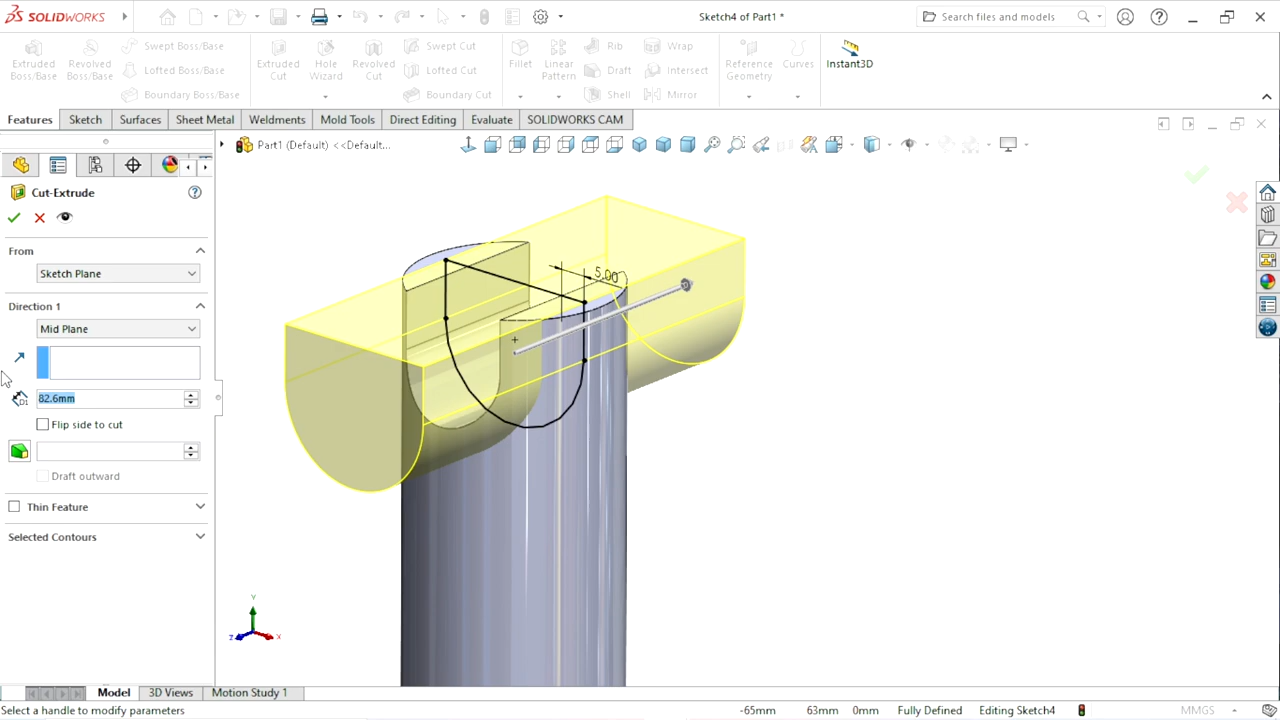 SOLIDWORKS
Sketch4 of Part1 *
Search files and models
Extruded Boss/Base
Revolved Boss/Base
Swept Boss/Base
Lofted Boss/Base
Boundary Boss/Base
Extruded Cut
Hole Wizard
Revolved Cut
Swept Cut
Lofted Cut
Boundary Cut
Fillet
Linear Pattern
Rib
Draft
Shell
Wrap
Intersect
Mirror
Reference Geometry
Curves
Instant3D
Features
Sketch
Surfaces
Sheet Metal
Weldments
Mold Tools
Direct Editing
Evaluate
SOLIDWORKS CAM
Part1 (Default) <<Default...
Cut-Extrude
From
Sketch Plane
Direction 1
Mid Plane
D1
82.6mm
Flip side to cut
Draft outward
Thin Feature
Selected Contours
5.00
Y
Z
X
Model
3D Views
Motion Study 1
Select a handle to modify parameters
-65mm
63mm
0mm
Fully Defined
Editing Sketch4
MMGS